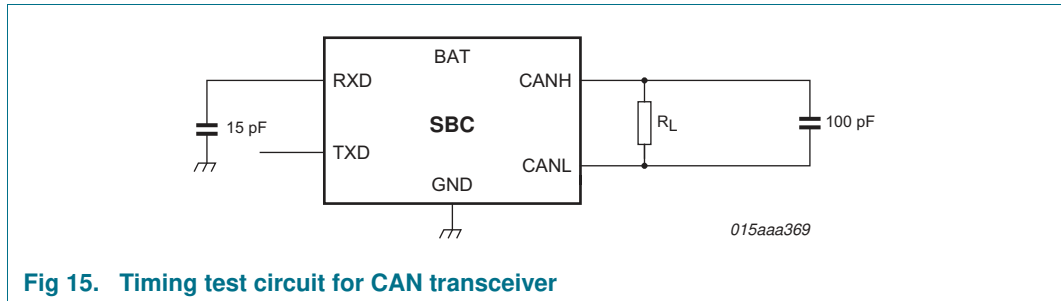 BAT
RXD
CANH
15 pF
SBC
RL
100 pF
TXD
CANL
GND
015aaa369
Fig 15. Timing test circuit for CAN transceiver